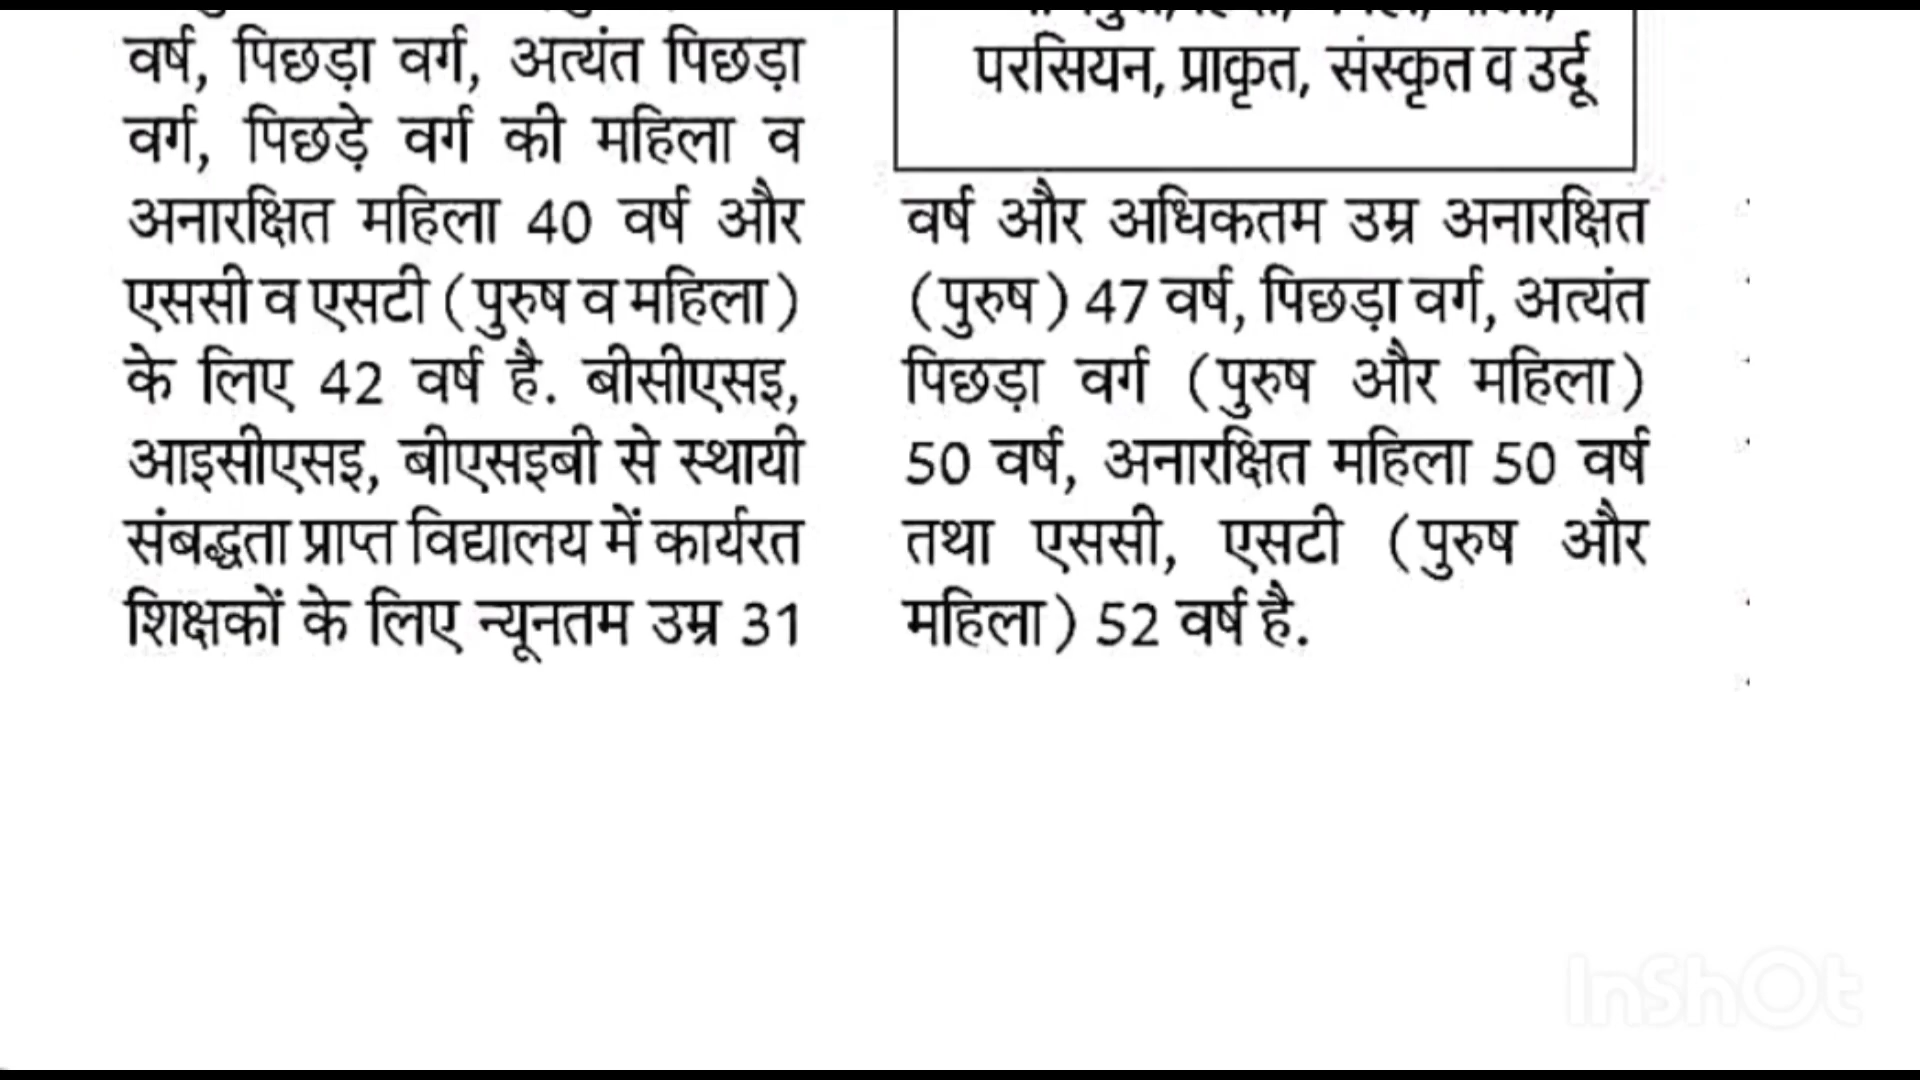 वर्ष, पिछड़ा वर्ग, अत्यंत पिछड़ा
वर्ग, पिछड़े वर्ग की महिला व
अनारक्षित महिला 40 वर्ष और
एससी व एसटी (पुरुष व महिला)
के लिए 42 वर्ष है. बीसीएसइ,
आइसीएसइ, बीएसइबी से स्थायी
संबद्धता प्राप्त विद्यालय में कार्यरत
शिक्षकों के लिए न्यूनतम उम्र 31
परसियन, प्राकृत, संस्कृत व उर्दू
वर्ष और अधिकतम उम्र अनारक्षित
(पुरुष) 47 वर्ष, पिछड़ा वर्ग, अत्यंत
पिछड़ा वर्ग (पुरुष और महिला)
50 वर्ष, अनारक्षित महिला 50 वर्ष
तथा एससी, एसटी (पुरुष और
महिला) 52 वर्ष है.
InShOt